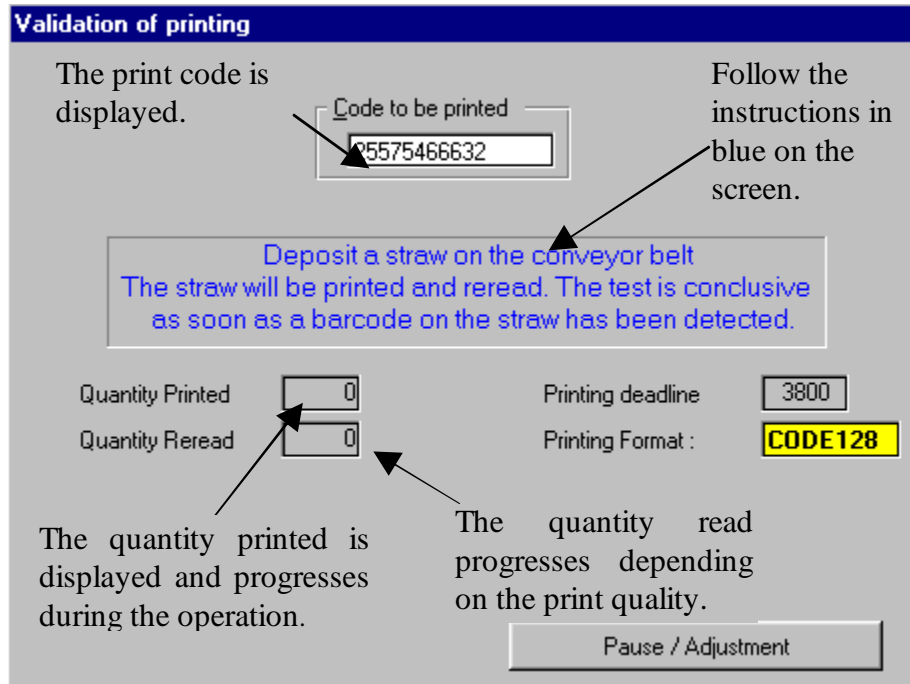 Validation of printing
The print code is
displayed.
Follow the
instructions in
blue on the
screen.
Code to be printed
25575466632
Deposit a straw on the conveyor belt
The straw will be printed and reread. The test is conclusive
as soon as a barcode on the straw has been detected.
Quantity Printed 0
Printing deadline 3800
Quantity Reread 0
Printing Format : CODE128
The quantity printed is
displayed and progresses
during the operation.
The quantity read
progresses depending
on the print quality.
Pause / Adjustment